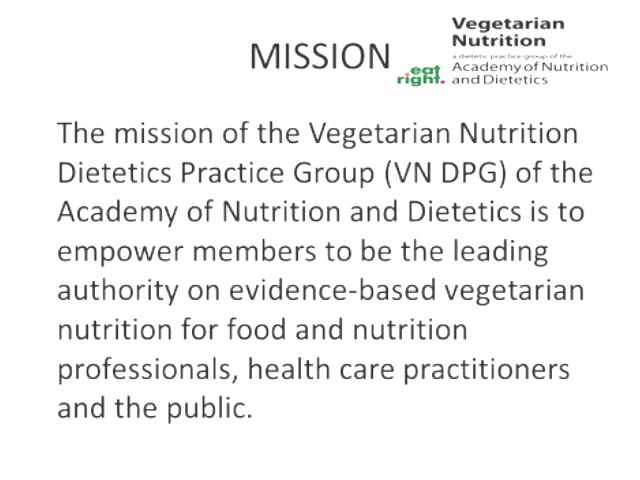 MISSION
Vegetarian
Nutrition
a dietetic practice group of the
eat right. Academy of Nutrition
and Dietetics
The mission of the Vegetarian Nutrition
Dietetics Practice Group (VN DPG) of the
Academy of Nutrition and Dietetics is to
empower members to be the leading
authority on evidence-based vegetarian
nutrition for food and nutrition
professionals, health care practitioners
and the public.